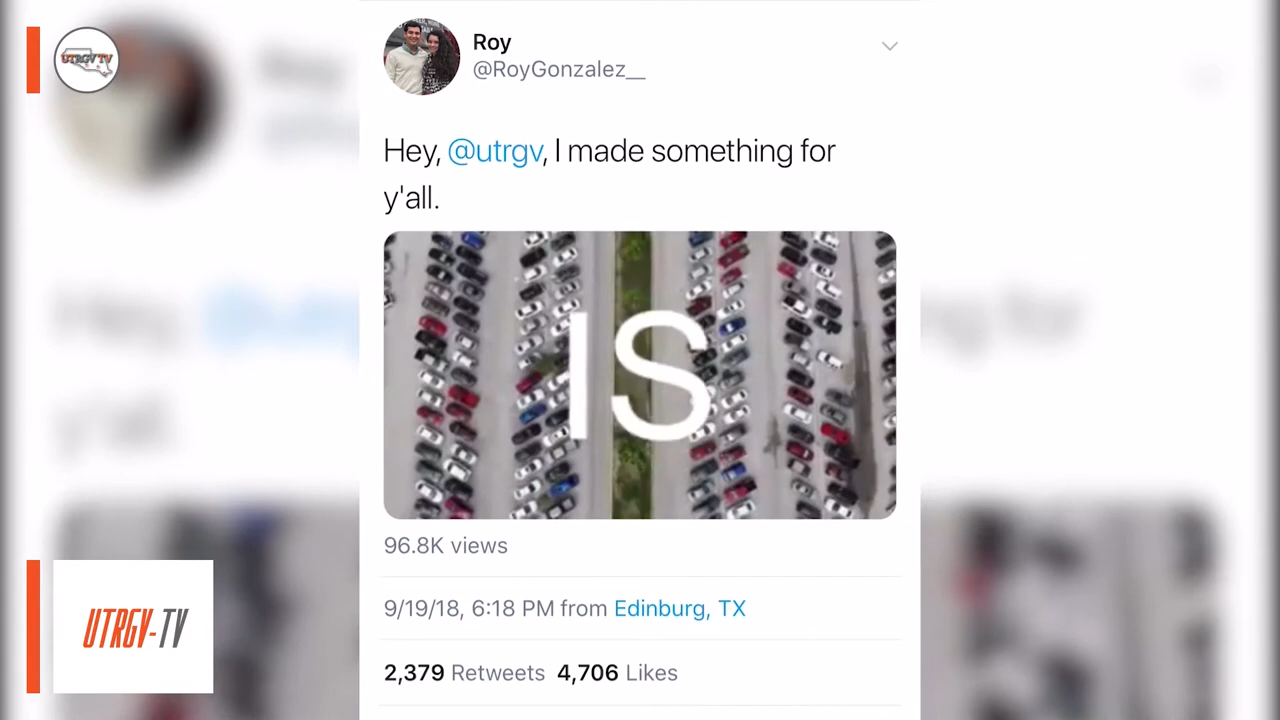 UTRGV TV
Roy
@RoyGonzalez__
Hey, @utrgv, I made something for
y'all.
IS
96.8K views
9/19/18, 6:18 PM from Edinburg, TX
UTRGV-TV
2,379 Retweets 4,706 Likes